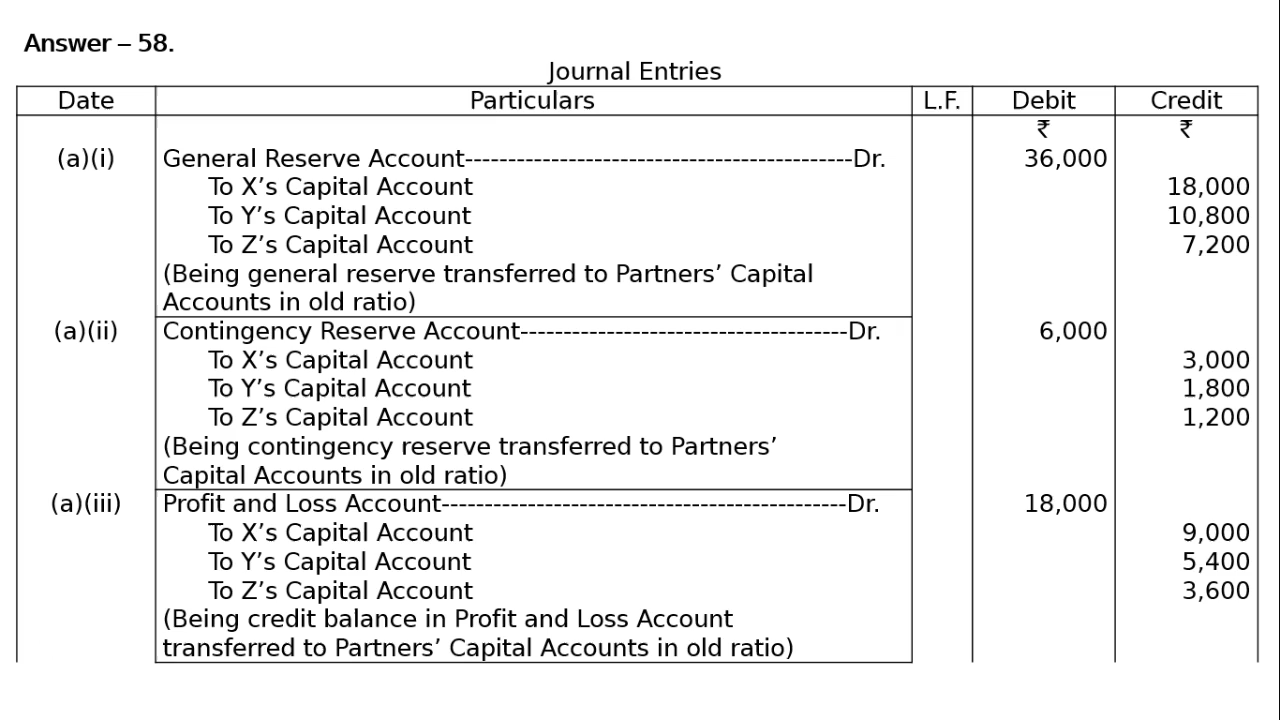 Answer – 58.
Journal Entries
Date Particulars L.F. Debit Credit
₹ ₹
(a)(i) General Reserve Account---------------------------------------------Dr. 36,000
To X’s Capital Account 18,000
To Y’s Capital Account 10,800
To Z’s Capital Account 7,200
(Being general reserve transferred to Partners’ Capital
Accounts in old ratio)
(a)(ii) Contingency Reserve Account--------------------------------------Dr. 6,000
To X’s Capital Account 3,000
To Y’s Capital Account 1,800
To Z’s Capital Account 1,200
(Being contingency reserve transferred to Partners’
Capital Accounts in old ratio)
(a)(iii) Profit and Loss Account-----------------------------------------------Dr. 18,000
To X’s Capital Account 9,000
To Y’s Capital Account 5,400
To Z’s Capital Account 3,600
(Being credit balance in Profit and Loss Account
transferred to Partners’ Capital Accounts in old ratio)